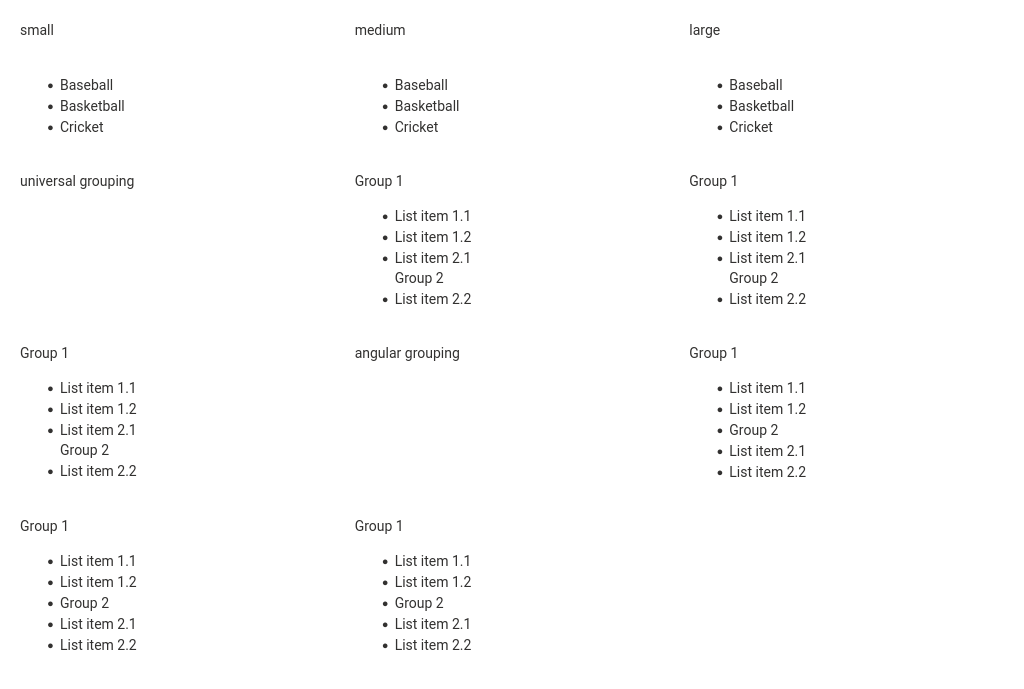 small
Baseball
Basketball
Cricket
medium
Baseball
Basketball
Cricket
large
Baseball
Basketball
Cricket
universal grouping
Group 1
List item 1.1
List item 1.2
List item 2.1
Group 2
List item 2.2
Group 1
List item 1.1
List item 1.2
List item 2.1
Group 2
List item 2.2
Group 1
List item 1.1
List item 1.2
List item 2.1
Group 2
List item 2.2
angular grouping
Group 1
List item 1.1
List item 1.2
Group 2
List item 2.1
List item 2.2
Group 1
List item 1.1
List item 1.2
Group 2
List item 2.1
List item 2.2
Group 1
List item 1.1
List item 1.2
Group 2
List item 2.1
List item 2.2